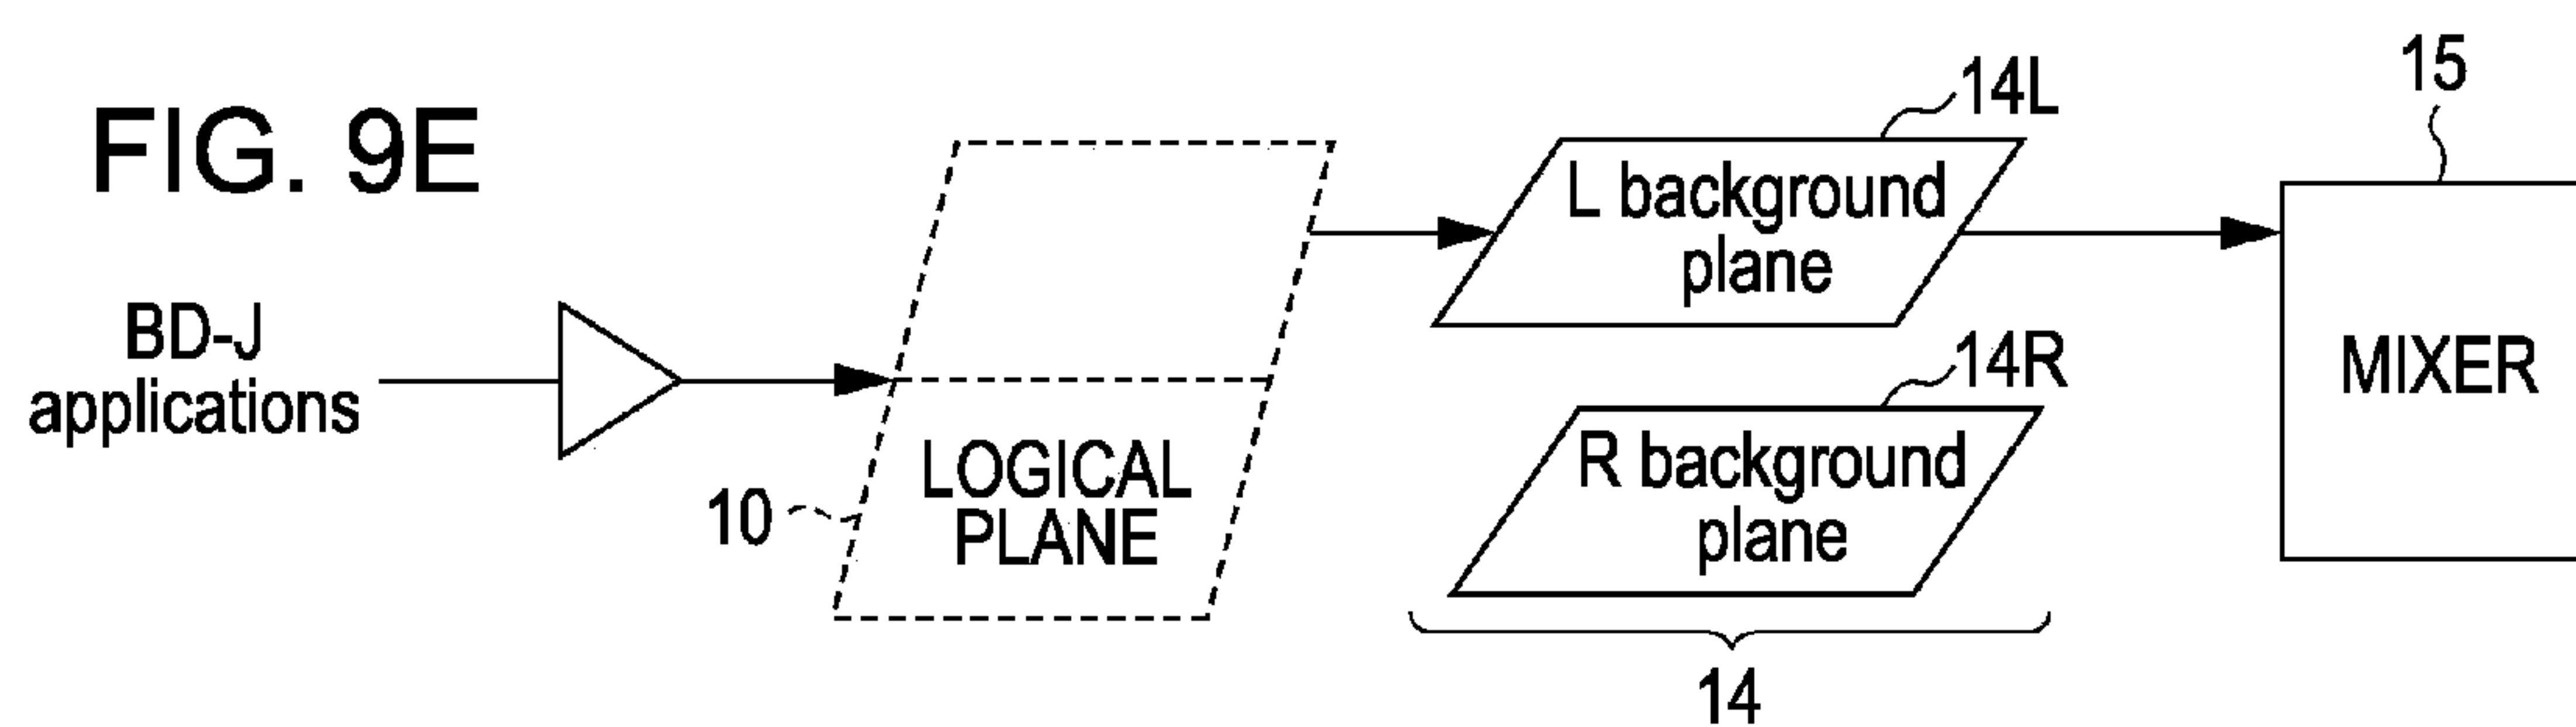 FIG. 9E
BD-J
applications
10
LOGICAL
PLANE
14L
L background
plane
14R
R background
plane
14
15
MIXER